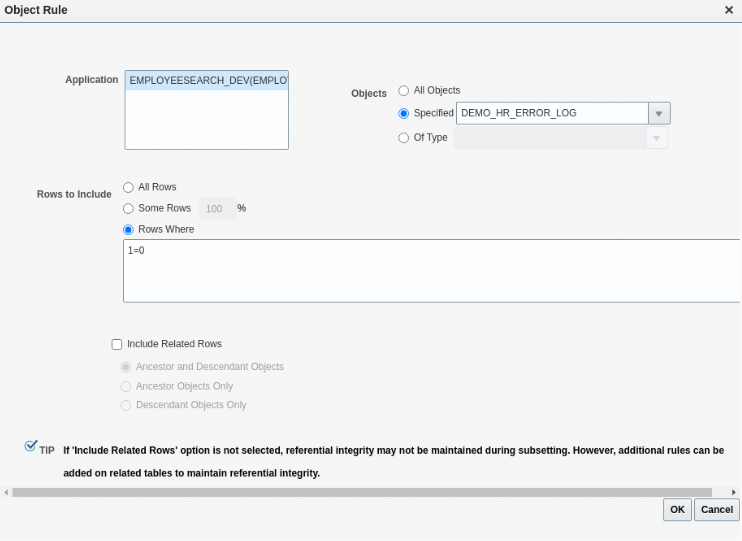 Object Rule
Application
EMPLOYEESEARCH_DEV(EMPLO
Objects
All Objects
Specified DEMO_HR_ERROR_LOG
Of Type
Rows to Include
All Rows
Some Rows 100 %
Rows Where
1=0
Include Related Rows
Ancestor and Descendant Objects
Ancestor Objects Only
Descendant Objects Only
TIP If 'Include Related Rows' option is not selected, referential integrity may not be maintained during subsetting. However, additional rules can be
added on related tables to maintain referential integrity.
OK Cancel